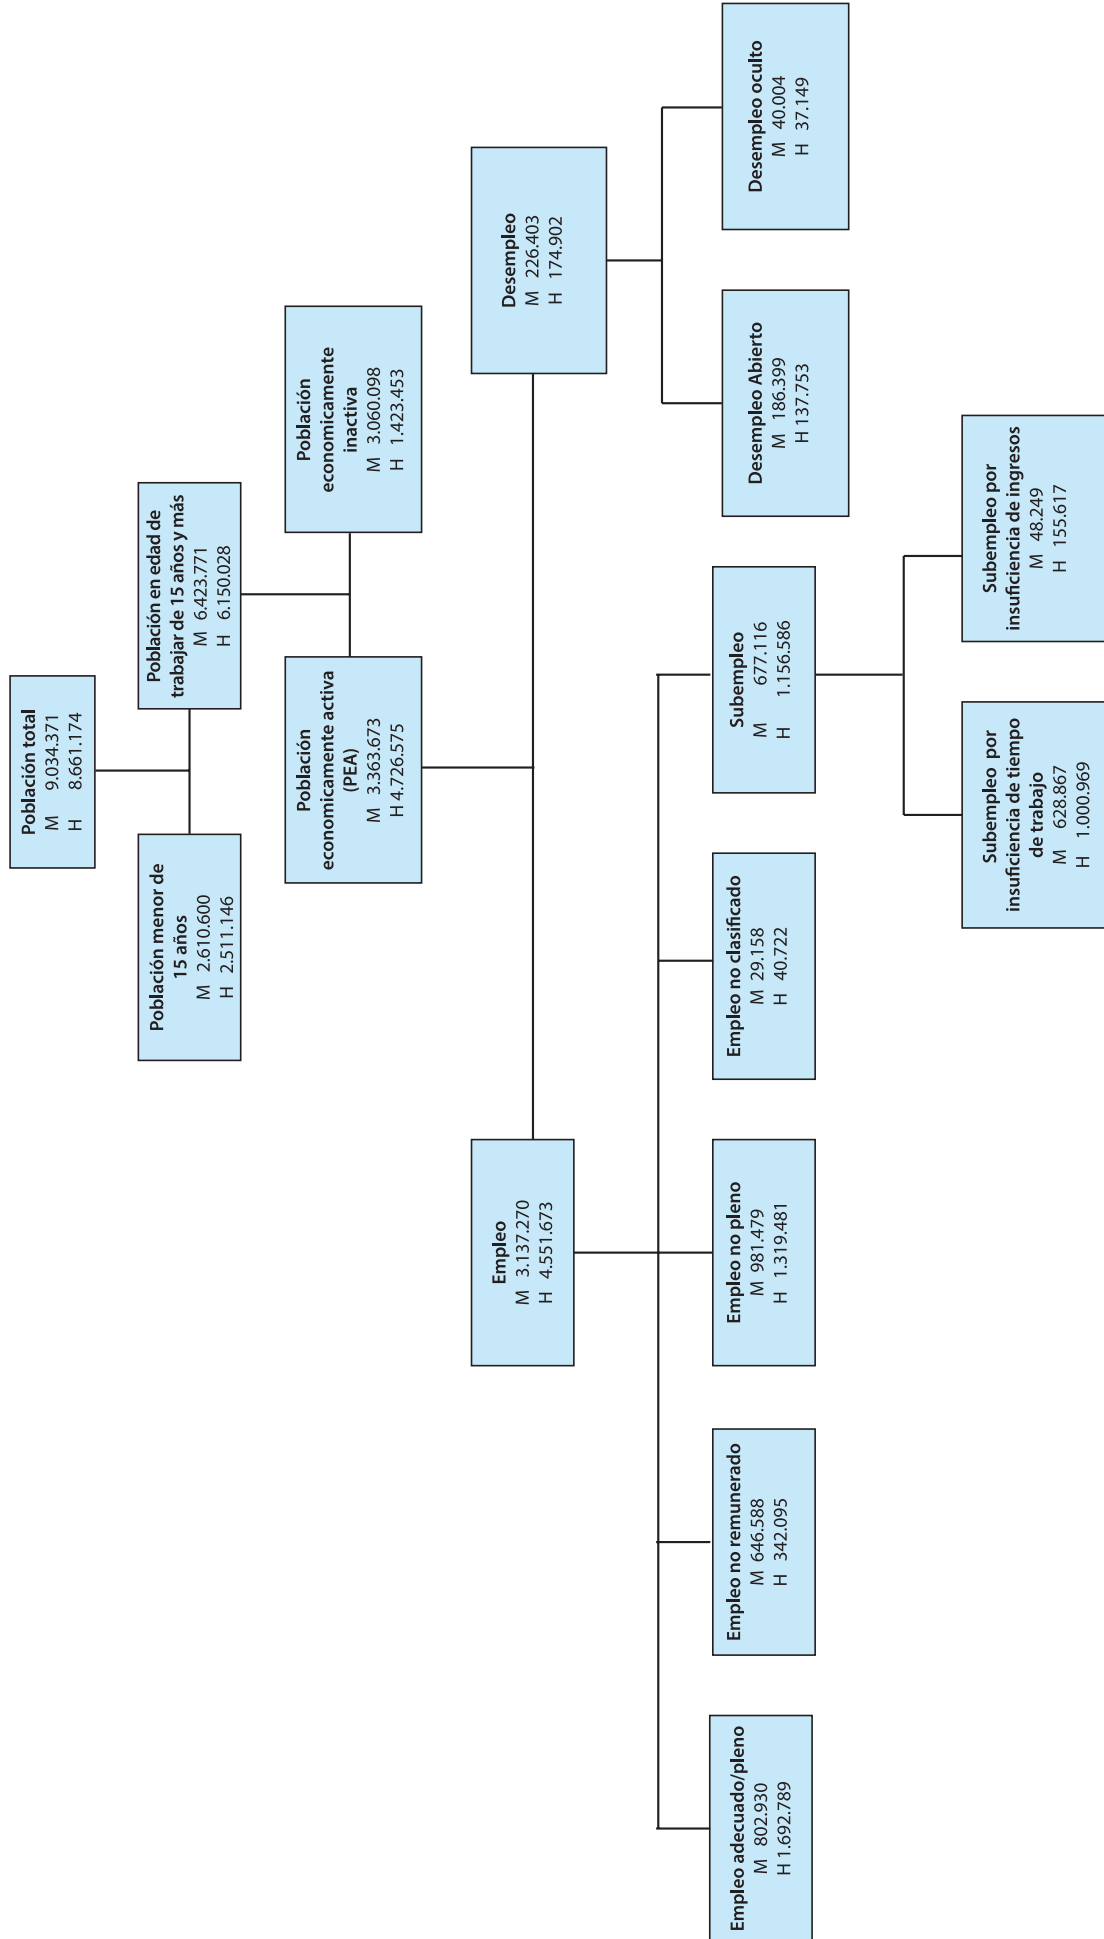 Población total
M 9.034.371
H 8.661.174
Población menor de
15 años
M 2.610.600
H 2.511.146
Población en edad de
trabajar de 15 años y más
M 6.423.771
H 6.150.028
Población
economicamente activa
(PEA)
M 3.363.673
H 4.726.575
Población
economicamente
inactiva
M 3.060.098
H 1.423.453
Empleo
M 3.137.270
H 4.551.673
Desempleo
M 226.403
H 174.902
Empleo adecuado/pleno
M 802.930
H 1.692.789
Empleo no remunerado
M 646.588
H 342.095
Empleo no pleno
M 981.479
H 1.319.481
Empleo no clasificado
M 29.158
H 40.722
Subempleo
M 677.116
H 1.156.586
Desempleo Abierto
M 186.399
H 137.753
Desempleo oculto
M 40.004
H 37.149
Subempleo por
insuficiencia de tiempo
de trabajo
M 628.867
H 1.000.969
Subempleo por
insuficiencia de ingresos
M 48.249
H 155.617